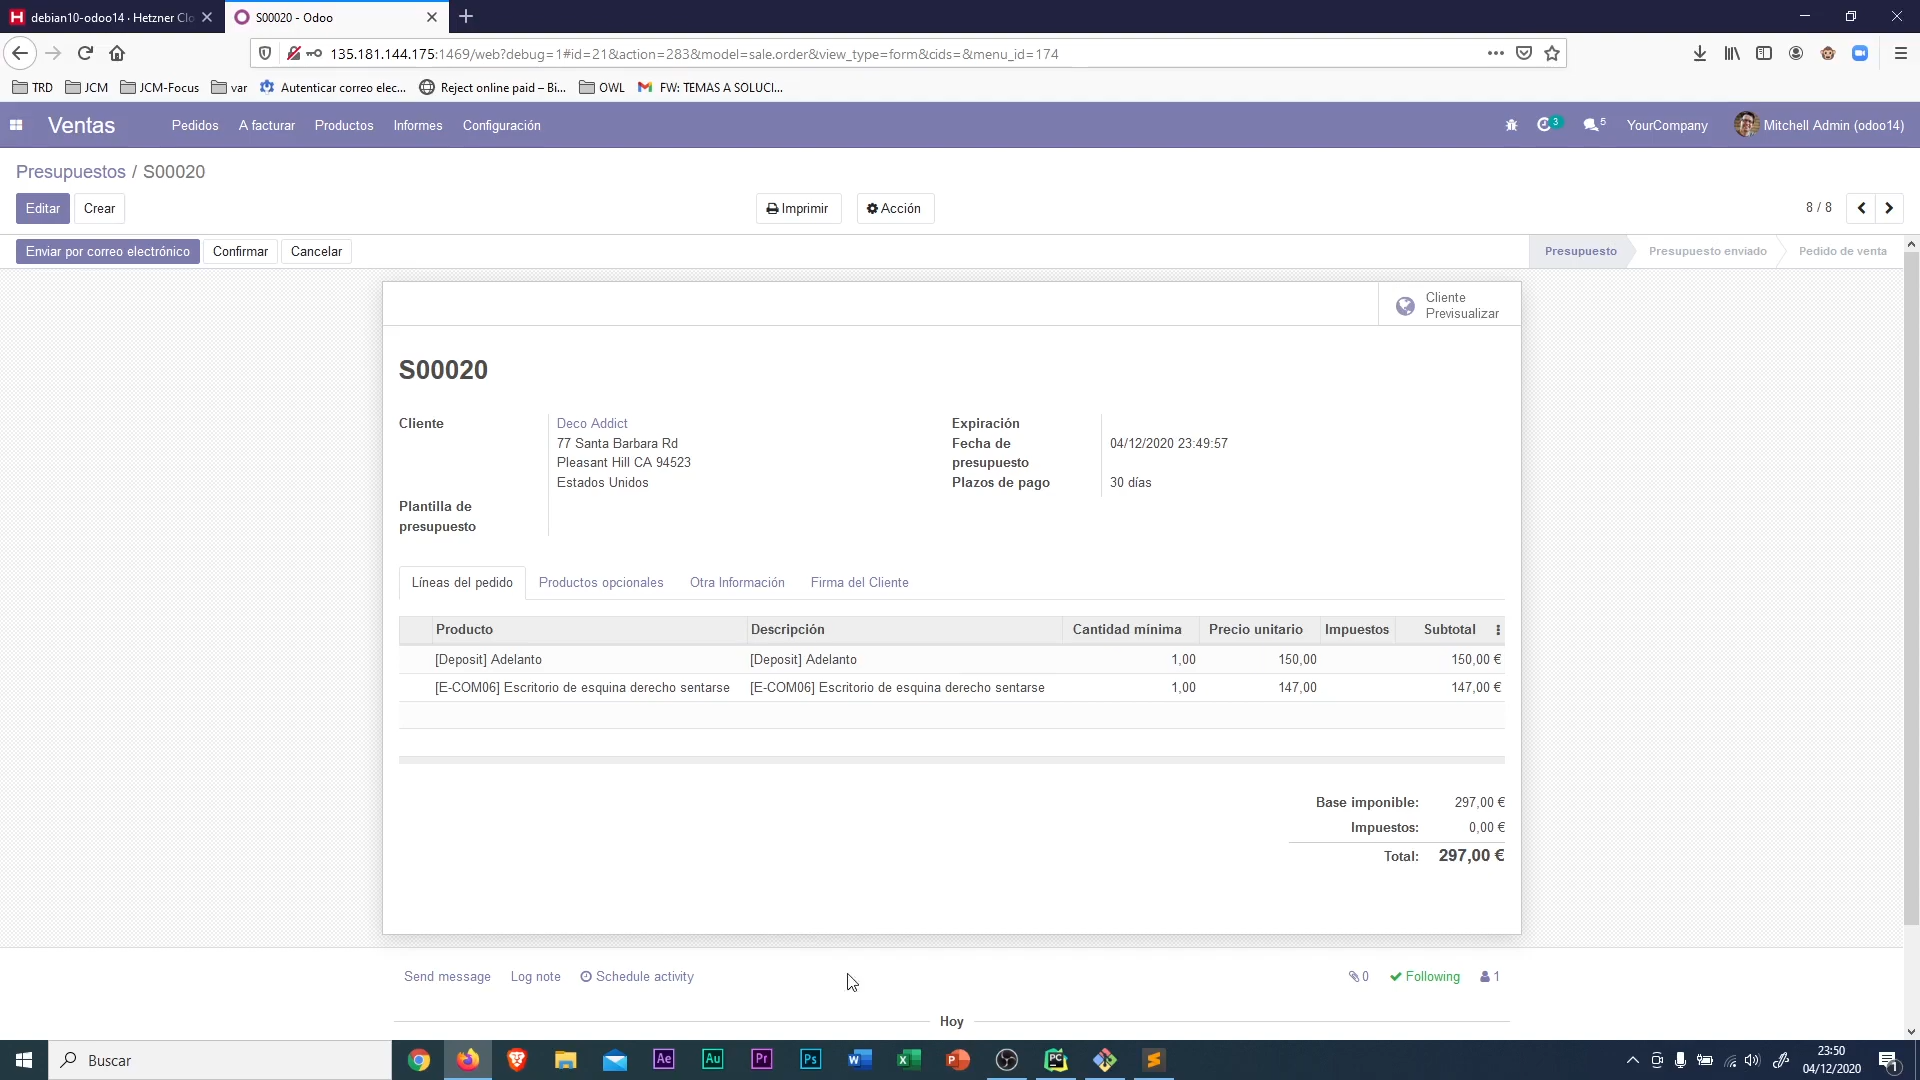 debian10-odoo14 · Hetzner Clo
S00020 - Odoo
135.181.144.175:1469/web?debug=1#id=21&action=283&model=sale.order&view_type=form&cids=&menu_id=174
TRD
JCM
JCM-Focus
var
Autenticar correo elec...
Reject online paid – Bi...
OWL
FW: TEMAS A SOLUCI...
Ventas
Pedidos
A facturar
Productos
Informes
Configuración
3
5
YourCompany
Mitchell Admin (odoo14)
Presupuestos / S00020
Editar
Crear
Imprimir
Acción
8 / 8
Enviar por correo electrónico
Confirmar
Cancelar
Presupuesto
Presupuesto enviado
Pedido de venta
Cliente
Previsualizar
S00020
Cliente
Deco Addict
77 Santa Barbara Rd
Pleasant Hill CA 94523
Estados Unidos
Plantilla de
presupuesto
Expiración
Fecha de
presupuesto
04/12/2020 23:49:57
Plazos de pago
30 días
Líneas del pedido
Productos opcionales
Otra Información
Firma del Cliente
Producto
Descripción
Cantidad mínima
Precio unitario
Impuestos
Subtotal
[Deposit] Adelanto
[Deposit] Adelanto
1,00
150,00
150,00 €
[E-COM06] Escritorio de esquina derecho sentarse
[E-COM06] Escritorio de esquina derecho sentarse
1,00
147,00
147,00 €
Base imponible:
297,00 €
Impuestos:
0,00 €
Total:
297,00 €
Send message
Log note
Schedule activity
0
Following
1
Hoy
Buscar
Ae
Au
Pr
Ps
PC
23:50
04/12/2020
1